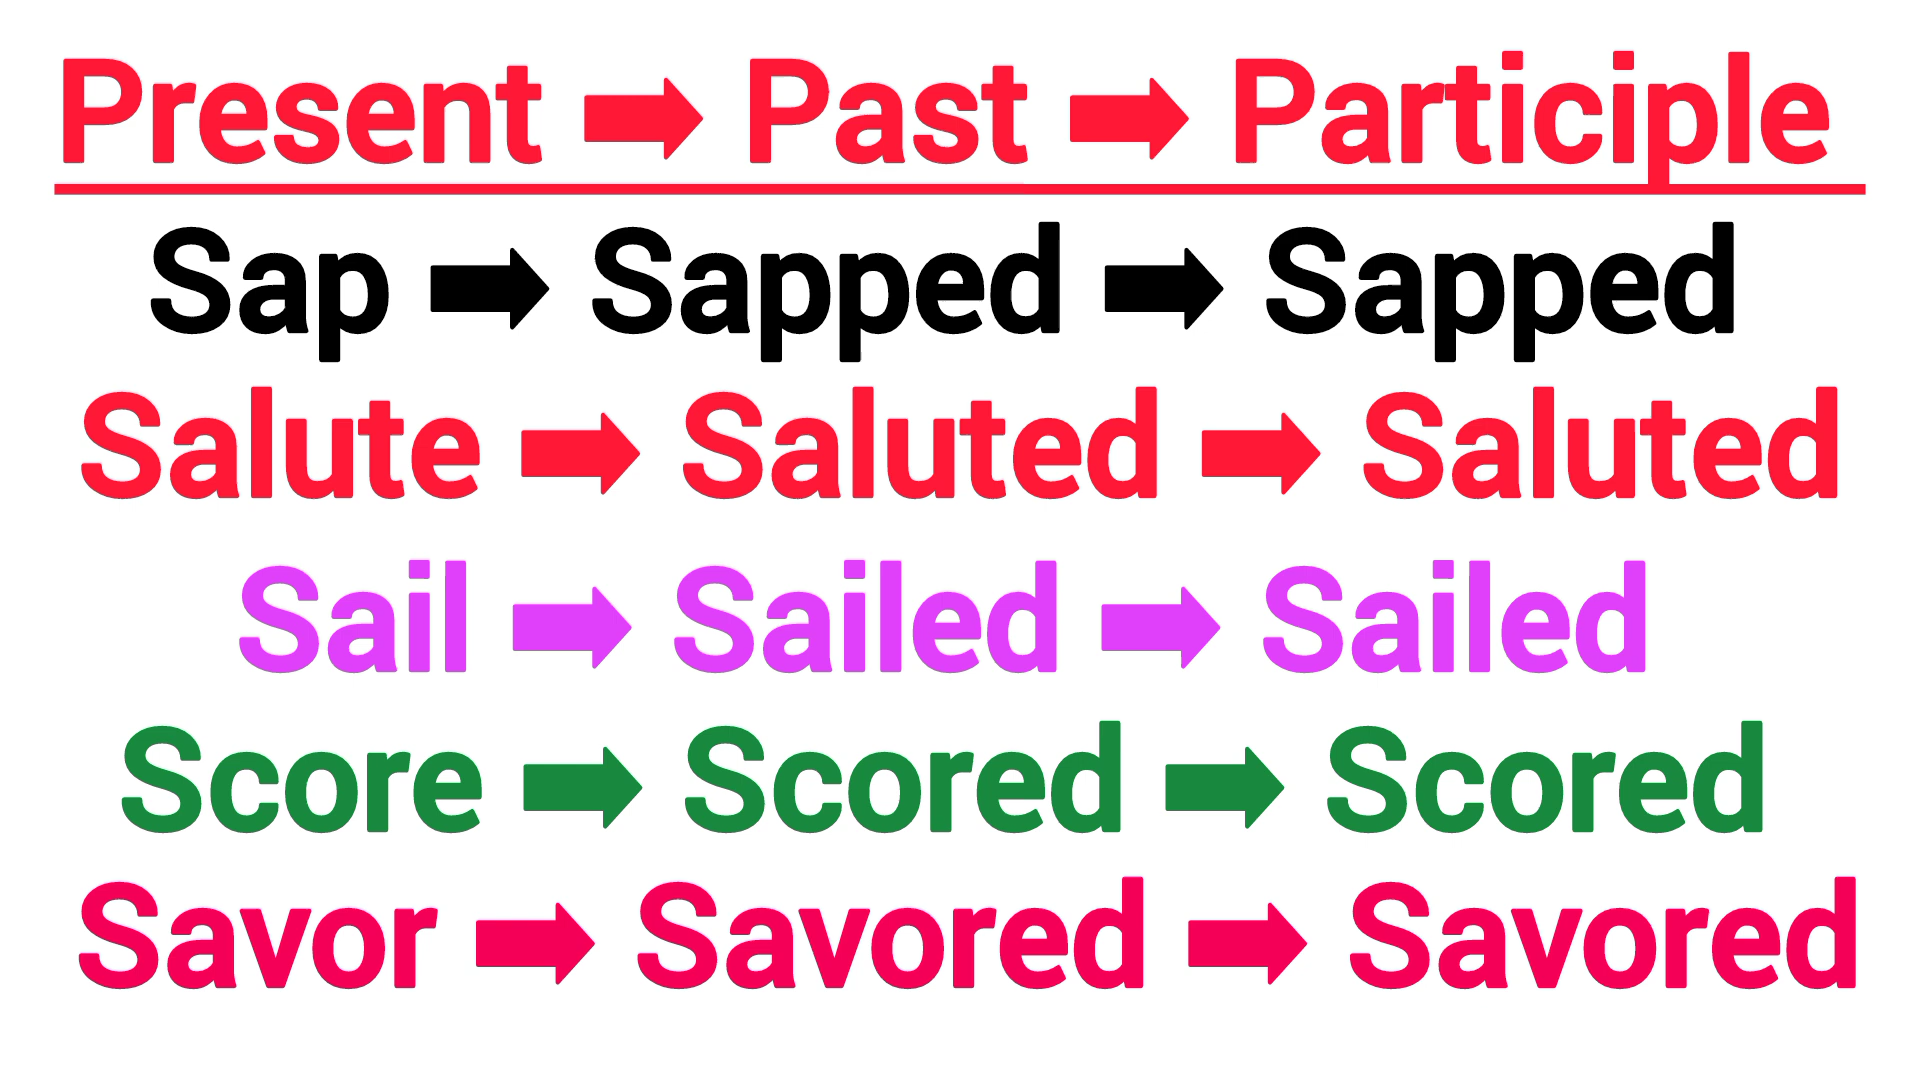 Present ➡ Past ➡ Participle
Sap ➡ Sapped ➡ Sapped
Salute ➡ Saluted ➡ Saluted
Sail ➡ Sailed ➡ Sailed
Score ➡ Scored ➡ Scored
Savor ➡ Savored ➡ Savored